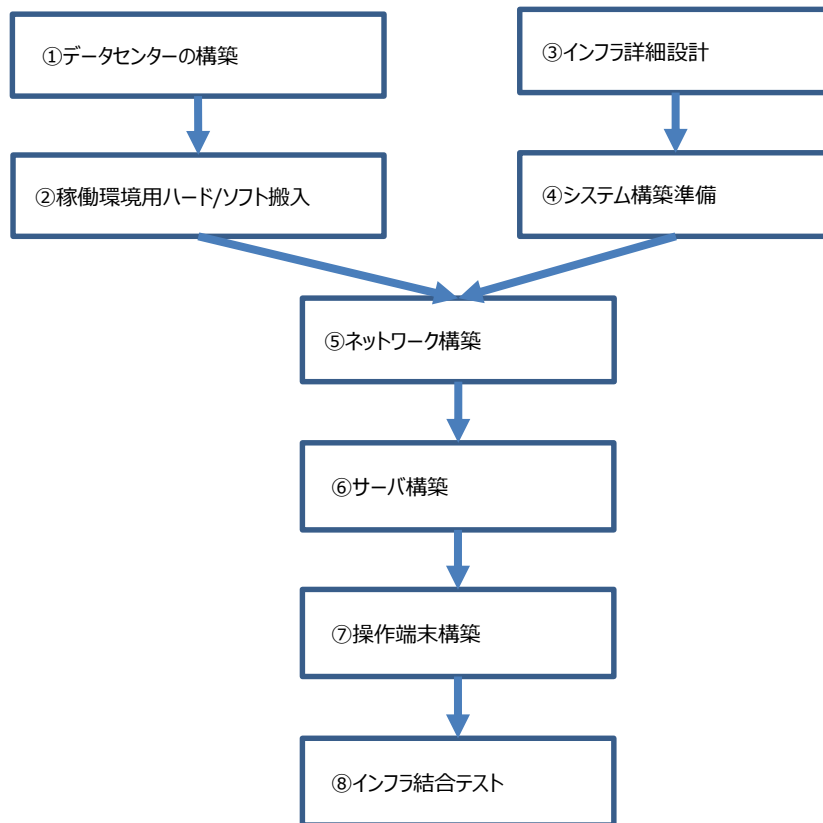 ①データセンターの構築
③インフラ詳細設計
②稼働環境用ハード/ソフト搬入
④システム構築準備
⑤ネットワーク構築
⑥サーバ構築
⑦操作端末構築
⑧インフラ結合テスト